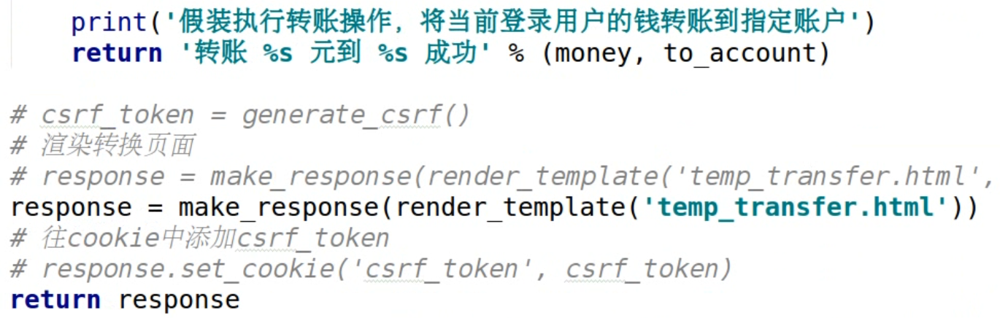 print('假装执行转账操作，将当前登录用户的钱转账到指定账户')
return '转账 %s 元到 %s 成功' % (money, to_account)
# csrf_token = generate_csrf()
# 渲染转换页面
# response = make_response(render_template('temp_transfer.html',
response = make_response(render_template('temp_transfer.html'))
# 往cookie中添加csrf_token
# response.set_cookie('csrf_token', csrf_token)
return response